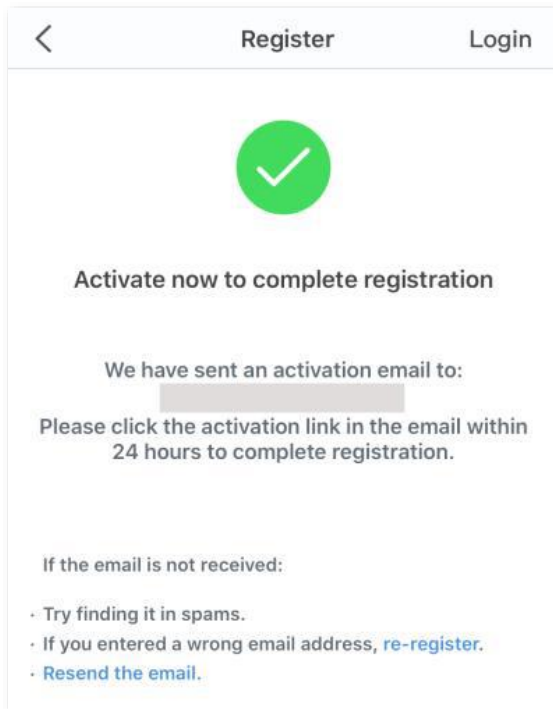 Register Login
Activate now to complete registration
We have sent an activation email to:
Please click the activation link in the email within
24 hours to complete registration.
If the email is not received:
· Try finding it in spams.
· If you entered a wrong email address, re-register.
· Resend the email.